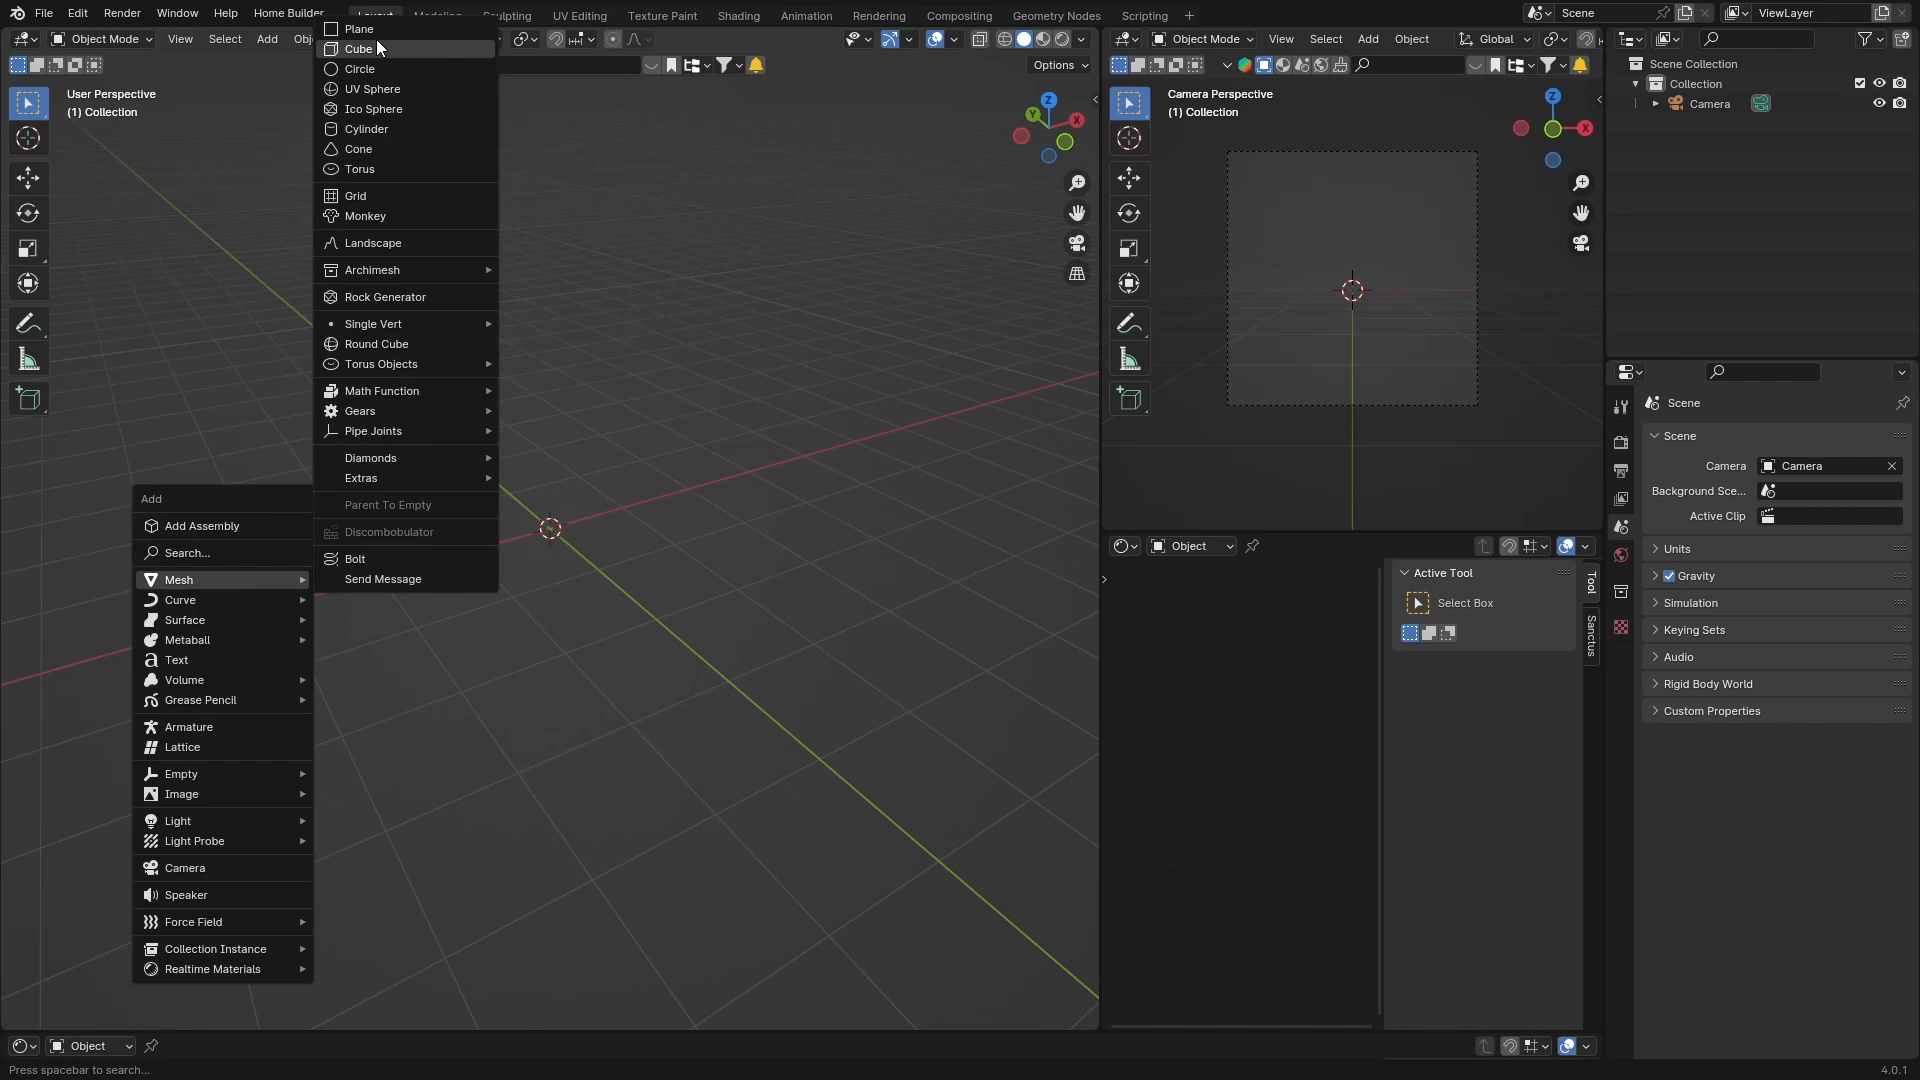 File Edit Render Window Help Home Builder
Sculpting UV Editing Texture Paint Shading Animation Rendering Compositing Geometry Nodes Scripting +
Scene
ViewLayer
Object Mode View Select Add
Options
User Perspective
(1) Collection
Z
Y
X
Plane
Cube
Circle
UV Sphere
Ico Sphere
Cylinder
Cone
Torus
Grid
Monkey
Landscape
Archimesh
Rock Generator
Single Vert
Round Cube
Torus Objects
Math Function
Gears
Pipe Joints
Diamonds
Extras
Parent To Empty
Discombobulator
Bolt
Send Message
Add
Add Assembly
Search...
Mesh
Curve
Surface
Metaball
Text
Volume
Grease Pencil
Armature
Lattice
Empty
Image
Light
Light Probe
Camera
Speaker
Force Field
Collection Instance
Realtime Materials
Object Mode View Select Add Object Global
Camera Perspective
(1) Collection
Z
X
Object
Active Tool
Select Box
Tool
Sanctus
Scene Collection
Collection
Camera
Scene
Scene
Camera Camera
Background Sce...
Active Clip
Units
Gravity
Simulation
Keying Sets
Audio
Rigid Body World
Custom Properties
Object
Press spacebar to search...
4.0.1